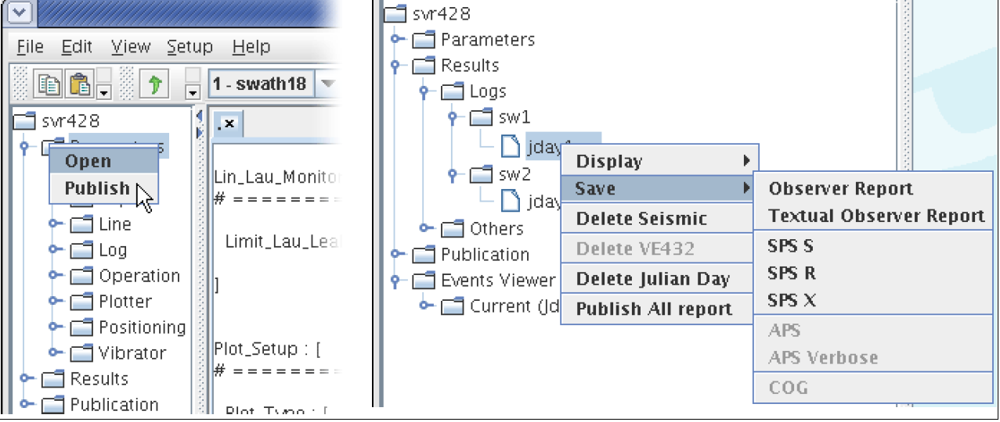 File Edit View Setup Help
1 - swath18
svr428
Open
Publish
Line
Log
Operation
Plotter
Positioning
Vibrator
Results
Publication
. x
Lin_Lau_Monito
# = = = = = = = = =
Limit_Lau_Lea
]
Plot_Setup : [
# = = = = = = = = =
Plot_Type : [
svr428
Parameters
Results
Logs
sw1
sw2
Others
Publication
Events Viewer
Current (Jd
Display
Save
Delete Seismic
Delete VE432
Delete Julian Day
Publish All report
Observer Report
Textual Observer Report
SPS S
SPS R
SPS X
APS
APS Verbose
COG